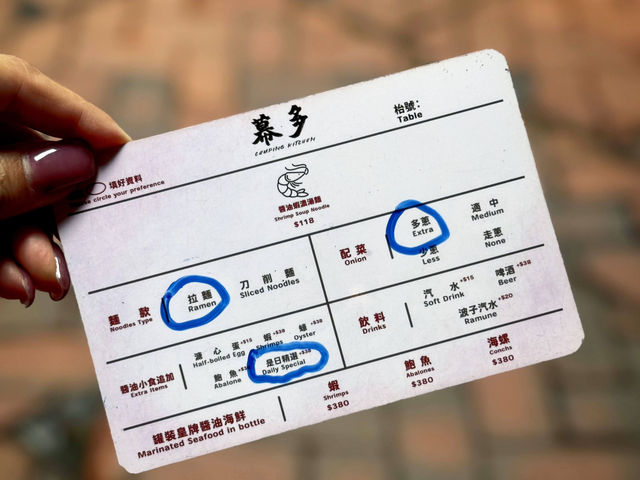 幕多
CAMPING KITCHEN
枱號:
Table
填好資料
circle your preference
醬油蝦濃湯麵
Shrimp Soup Noodle
$118
麵款
Noodles Type
拉麵
Ramen
刀削麵
Sliced Noodles
配菜
Onion
多蔥
Extra
適中
Medium
少蔥
Less
走蔥
None
醬油小食追加
Extra Items
溏心蛋+$15
Half-boiled Egg
蝦+$38
Shrimps
蠔+$38
Oyster
鮑魚
Abalone
是日精選+$38
Daily Special
飲料
Drinks
汽水+$15
Soft Drink
啤酒+$38
Beer
波子汽水+$20
Ramune
罐裝皇牌醬油海鮮
Marinated Seafood in bottle
蝦
Shrimps
$380
鮑魚
Abalones
$380
海螺
Conchs
$380